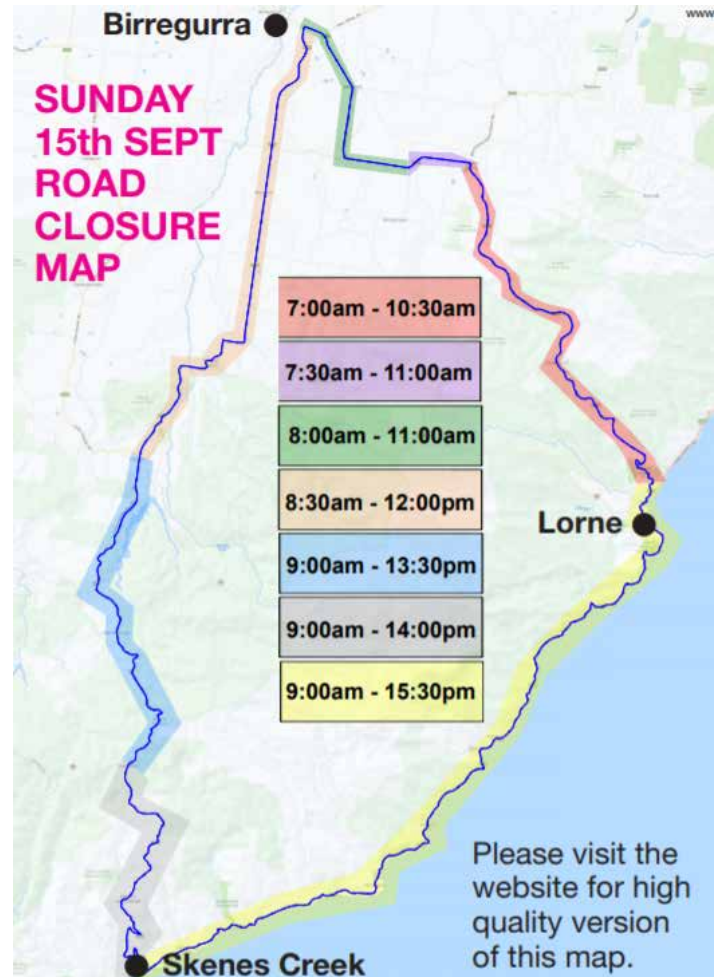 www
Birregurra
SUNDAY
15th SEPT
ROAD
CLOSURE
MAP
7:00am - 10:30am
7:30am - 11:00am
8:00am - 11:00am
8:30am - 12:00pm
9:00am - 13:30pm
9:00am - 14:00pm
9:00am - 15:30pm
Lorne
Please visit the
website for high
quality version
of this map.
Skenes Creek